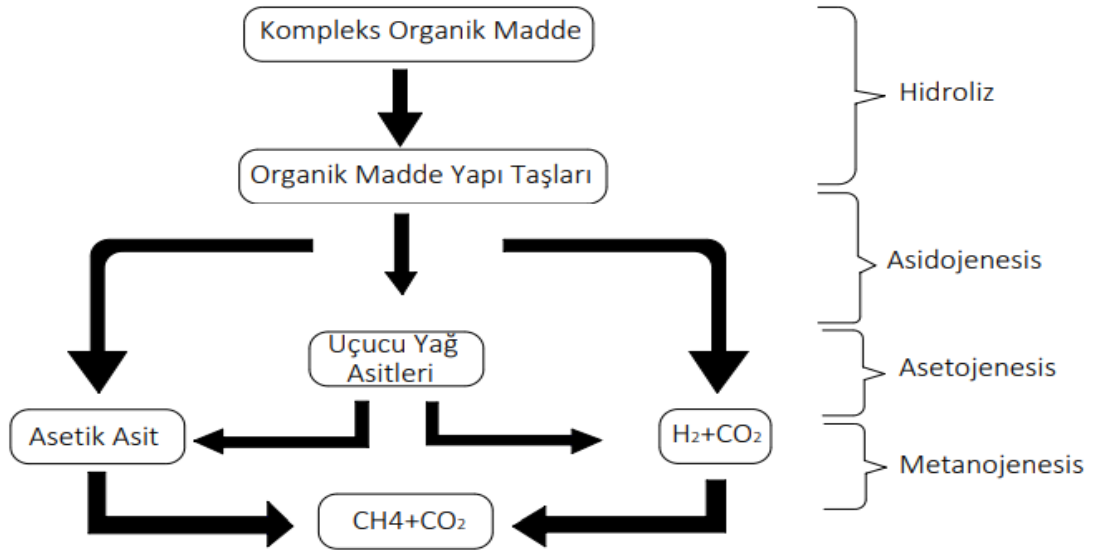 Kompleks Organik Madde
Hidroliz
Organik Madde Yapı Taşları
Asidojenesis
Uçucu Yağ
Asitleri
Asetojenesis
Asetik Asit
H₂+CO₂
Metanojenesis
CH4+CO₂